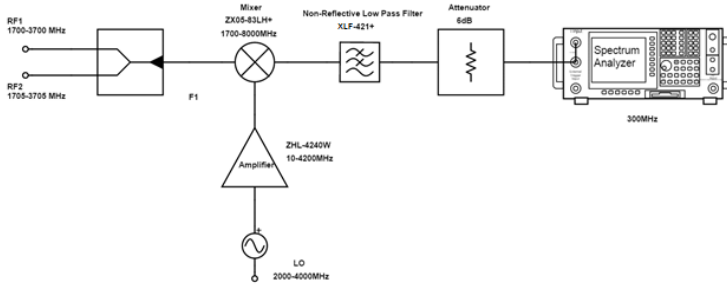 RF1
1700-3700 MHz
RF2
1705-3705 MHz
F1
Mixer
ZX05-83LH+
1700-8000MHz
Non-Reflective Low Pass Filter
XLF-421+
Attenuator
6dB
Spectrum
Analyzer
300MHz
ZHL-4240W
10-4200MHz
Amplifier
+
LO
2000-4000MHz